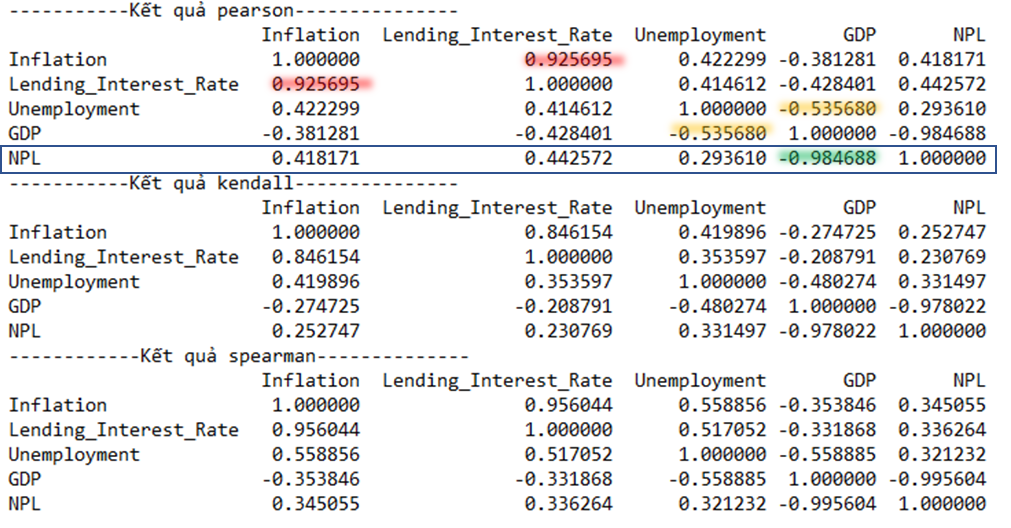 -----------Kết quả pearson---------------
Inflation Lending_Interest_Rate Unemployment GDP NPL
Inflation 1.000000 0.925695 0.422299 -0.381281 0.418171
Lending_Interest_Rate 0.925695 1.000000 0.414612 -0.428401 0.442572
Unemployment 0.422299 0.414612 1.000000 -0.535680 0.293610
GDP -0.381281 -0.428401 -0.535680 1.000000 -0.984688
NPL 0.418171 0.442572 0.293610 -0.984688 1.000000
-----------Kết quả kendall---------------
Inflation Lending_Interest_Rate Unemployment GDP NPL
Inflation 1.000000 0.846154 0.419896 -0.274725 0.252747
Lending_Interest_Rate 0.846154 1.000000 0.353597 -0.208791 0.230769
Unemployment 0.419896 0.353597 1.000000 -0.480274 0.331497
GDP -0.274725 -0.208791 -0.480274 1.000000 -0.978022
NPL 0.252747 0.230769 0.331497 -0.978022 1.000000
------------Kết quả spearman--------------
Inflation Lending_Interest_Rate Unemployment GDP NPL
Inflation 1.000000 0.956044 0.558856 -0.353846 0.345055
Lending_Interest_Rate 0.956044 1.000000 0.517052 -0.331868 0.336264
Unemployment 0.558856 0.517052 1.000000 -0.558885 0.321232
GDP -0.353846 -0.331868 -0.558885 1.000000 -0.995604
NPL 0.345055 0.336264 0.321232 -0.995604 1.000000